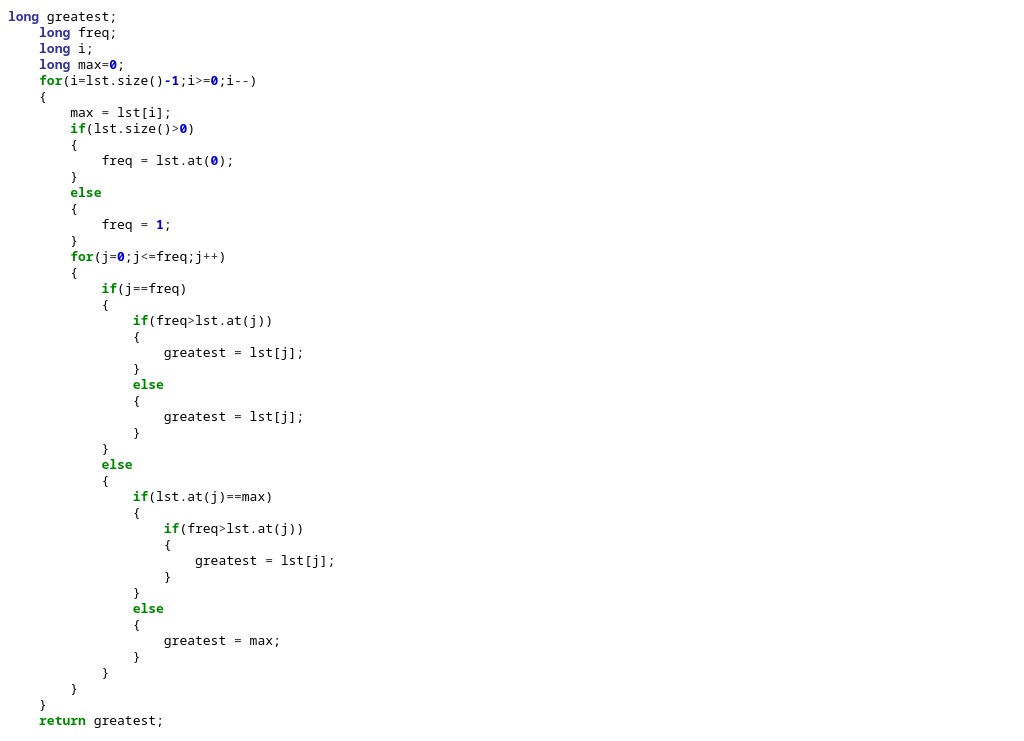 long greatest;
    long freq;
    long i;
    long max=0;
    for(i=lst.size()-1;i>=0;i--)
    {
        max = lst[i];
        if(lst.size()>0)
        {
            freq = lst.at(0);
        }
        else
        {
            freq = 1;
        }
        for(j=0;j<=freq;j++)
        {
            if(j==freq)
            {
                if(freq>lst.at(j))
                {
                    greatest = lst[j];
                }
                else
                {
                    greatest = lst[j];
                }
            }
            else
            {
                if(lst.at(j)==max)
                {
                    if(freq>lst.at(j))
                    {
                        greatest = lst[j];
                    }
                }
                else
                {
                    greatest = max;
                }
            }
        }
    }
    return greatest;